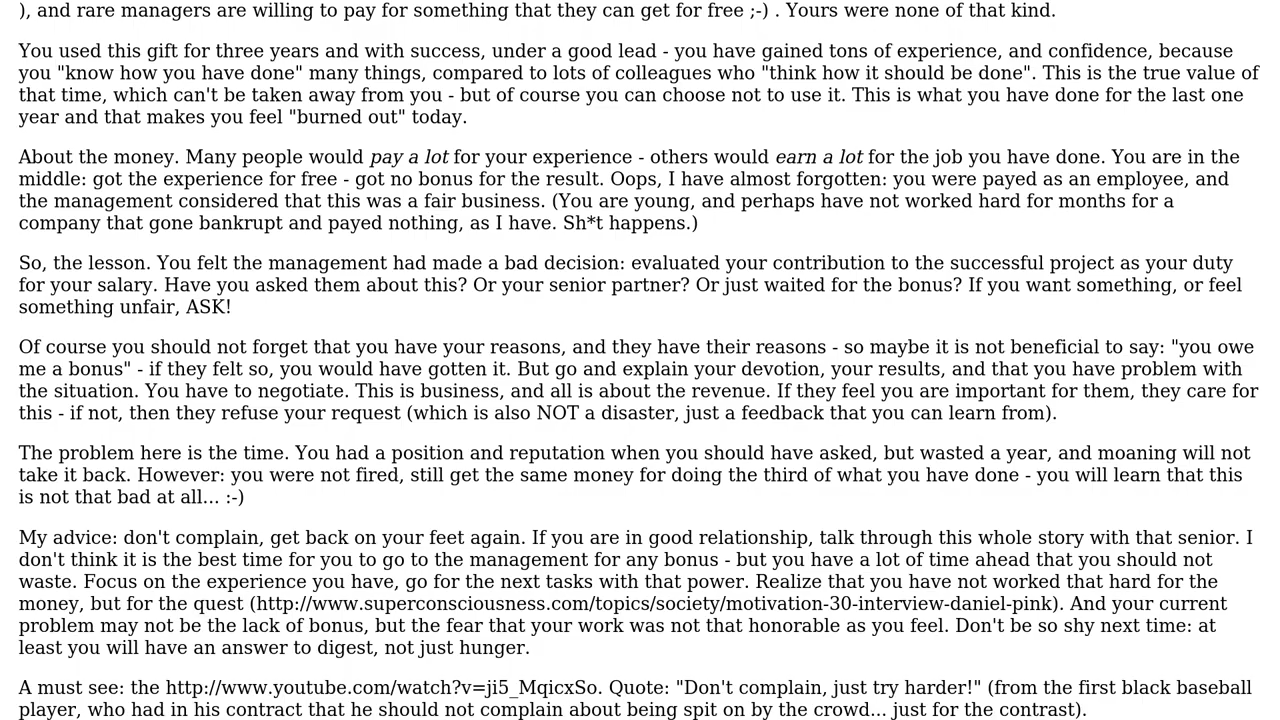 ), and rare managers are willing to pay for something that they can get for free ;-) . Yours were none of that kind.
You used this gift for three years and with success, under a good lead - you have gained tons of experience, and confidence, because
you "know how you have done" many things, compared to lots of colleagues who "think how it should be done". This is the true value of
that time, which can't be taken away from you - but of course you can choose not to use it. This is what you have done for the last one
year and that makes you feel "burned out" today.
About the money. Many people would pay a lot for your experience - others would earn a lot for the job you have done. You are in the
middle: got the experience for free - got no bonus for the result. Oops, I have almost forgotten: you were payed as an employee, and
the management considered that this was a fair business. (You are young, and perhaps have not worked hard for months for a
company that gone bankrupt and payed nothing, as I have. Sh*t happens.)
So, the lesson. You felt the management had made a bad decision: evaluated your contribution to the successful project as your duty
for your salary. Have you asked them about this? Or your senior partner? Or just waited for the bonus? If you want something, or feel
something unfair, ASK!
Of course you should not forget that you have your reasons, and they have their reasons - so maybe it is not beneficial to say: "you owe
me a bonus" - if they felt so, you would have gotten it. But go and explain your devotion, your results, and that you have problem with
the situation. You have to negotiate. This is business, and all is about the revenue. If they feel you are important for them, they care for
this - if not, then they refuse your request (which is also NOT a disaster, just a feedback that you can learn from).
The problem here is the time. You had a position and reputation when you should have asked, but wasted a year, and moaning will not
take it back. However: you were not fired, still get the same money for doing the third of what you have done - you will learn that this
is not that bad at all... :-)
My advice: don't complain, get back on your feet again. If you are in good relationship, talk through this whole story with that senior. I
don't think it is the best time for you to go to the management for any bonus - but you have a lot of time ahead that you should not
waste. Focus on the experience you have, go for the next tasks with that power. Realize that you have not worked that hard for the
money, but for the quest (http://www.superconsciousness.com/topics/society/motivation-30-interview-daniel-pink). And your current
problem may not be the lack of bonus, but the fear that your work was not that honorable as you feel. Don't be so shy next time: at
least you will have an answer to digest, not just hunger.
A must see: the http://www.youtube.com/watch?v=ji5_MqicxSo. Quote: "Don't complain, just try harder!" (from the first black baseball
player, who had in his contract that he should not complain about being spit on by the crowd... just for the contrast).